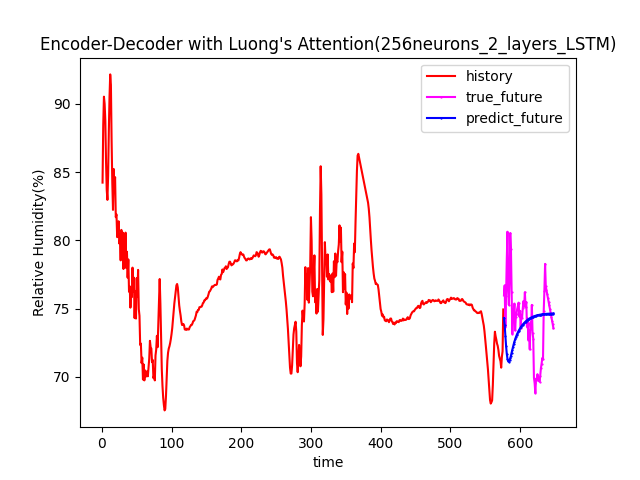 Encoder-Decoder with Luong's Attention(256neurons_2_layers_LSTM)
history
true_future
predict_future
Relative Humidity(%)
90
85
80
75
70
0 100 200 300 400 500 600
time